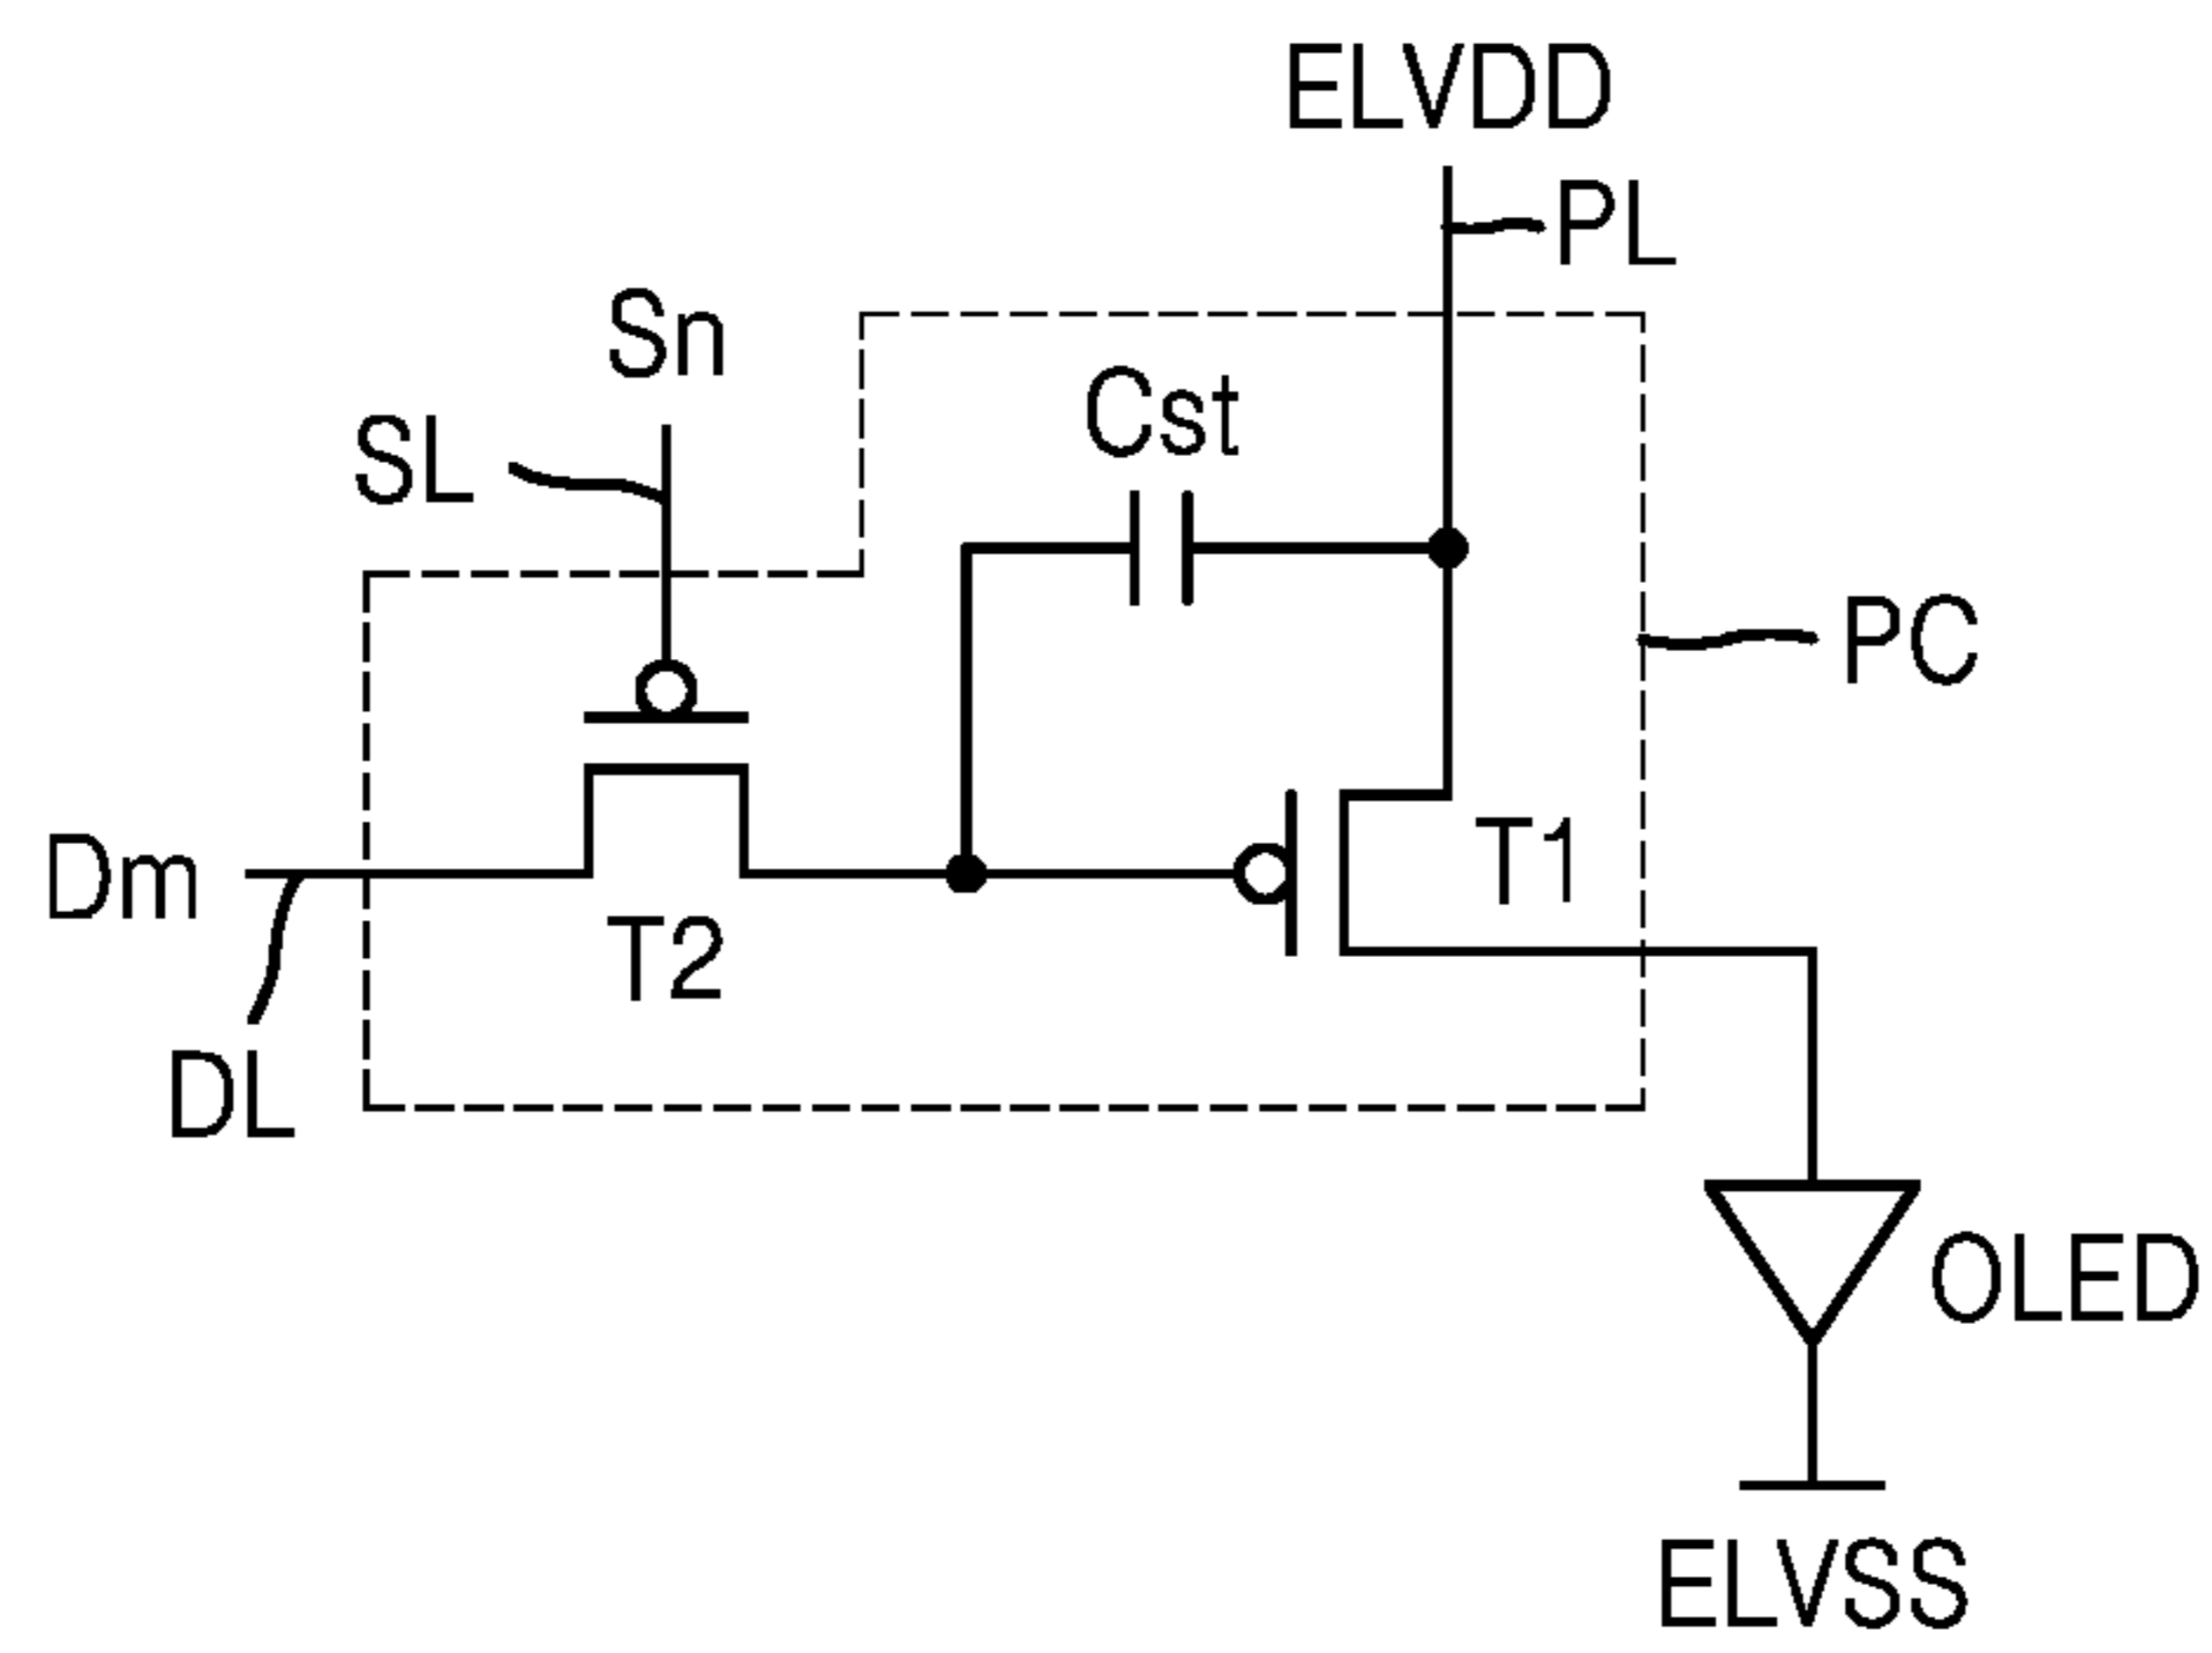 ELVDD
PL
Sn
Cst
SL
PC
Dm
T1
T2
DL
OLED
ELVSS